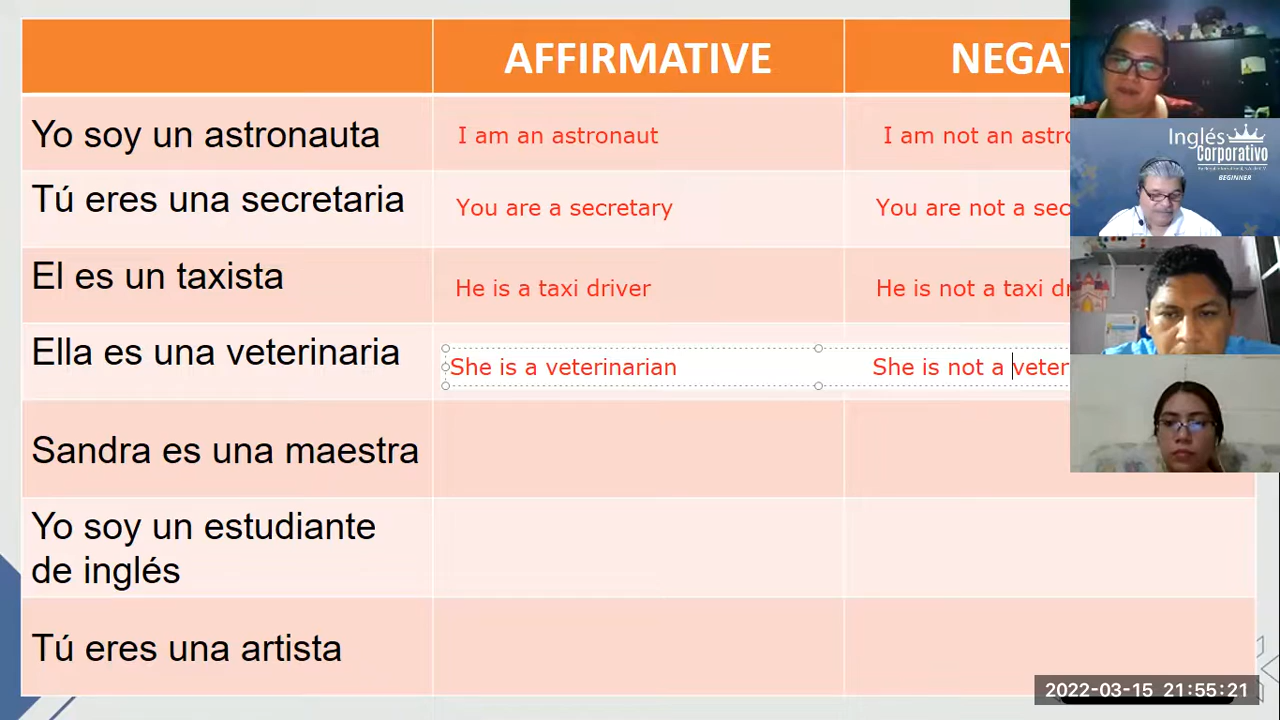 AFFIRMATIVE NEGAT
Yo soy un astronauta I am an astronaut I am not an astro
Tú eres una secretaria You are a secretary You are not a sec
El es un taxista He is a taxi driver He is not a taxi dr
Ella es una veterinaria She is a veterinarian She is not a veter
Sandra es una maestra
Yo soy un estudiante
de inglés
Tú eres una artista
Inglés
Corporativo
BEGINNER
2022-03-15 21:55:21